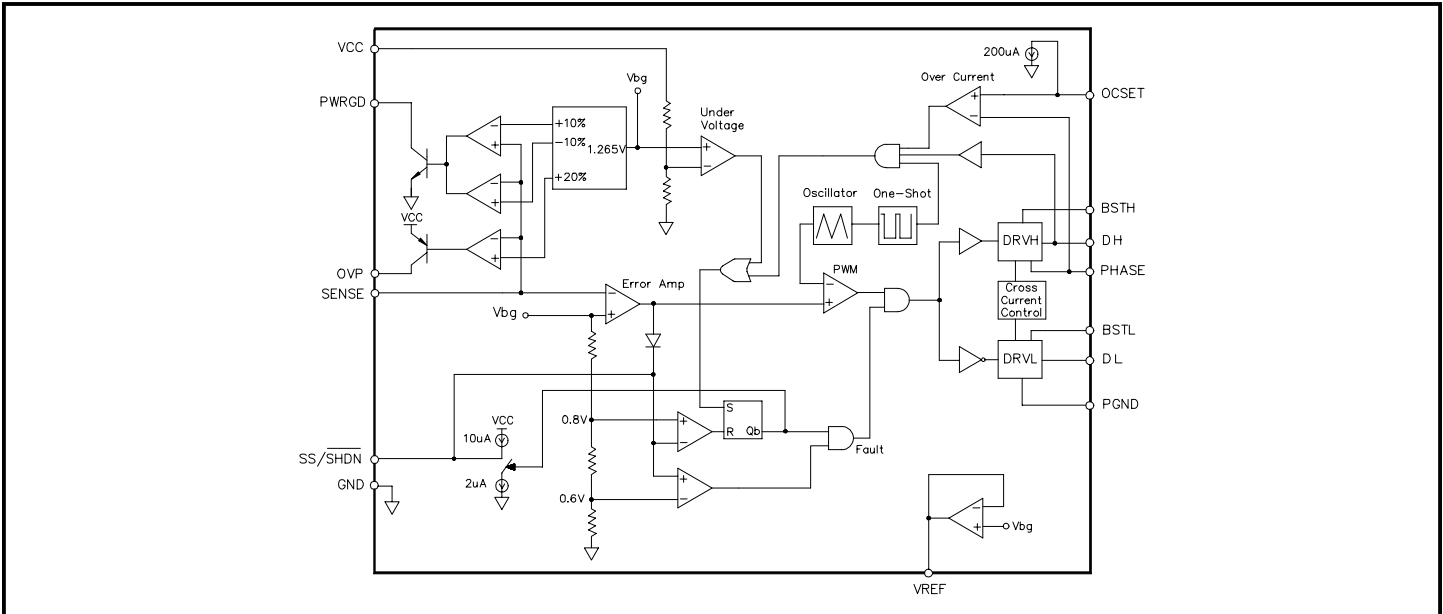 VCC
200uA
Vbg
Over Current
OCSET
PWRGD
Under
Voltage
+10%
-10%
1.265V
+20%
+
-
-
+
+
-
-
+
-
+
Oscillator
One-Shot
BSTH
VCC
DRVH
DH
OVP
PWM
PHASE
SENSE
Error Amp
Cross
Current
Control
-
+
-
+
Vbg
BSTL
DRVL
DL
PGND
0.8V
S
R
Qb
+
-
VCC
10uA
Fault
SS/SHDN
2uA
GND
0.6V
+
-
-
+
Vbg
VREF